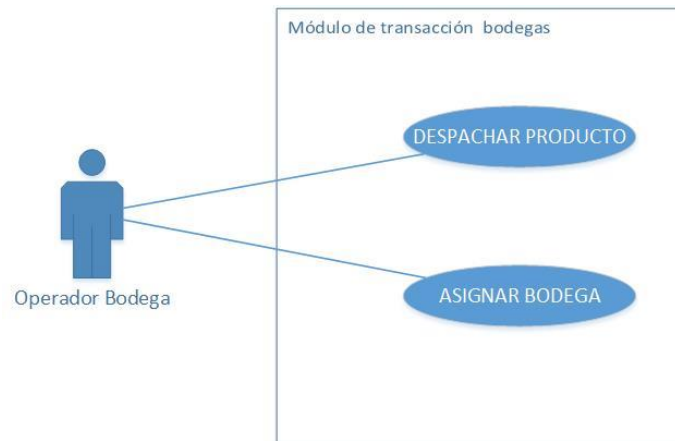 Módulo de transacción bodegas
DESPACHAR PRODUCTO
Operador Bodega
ASIGNAR BODEGA